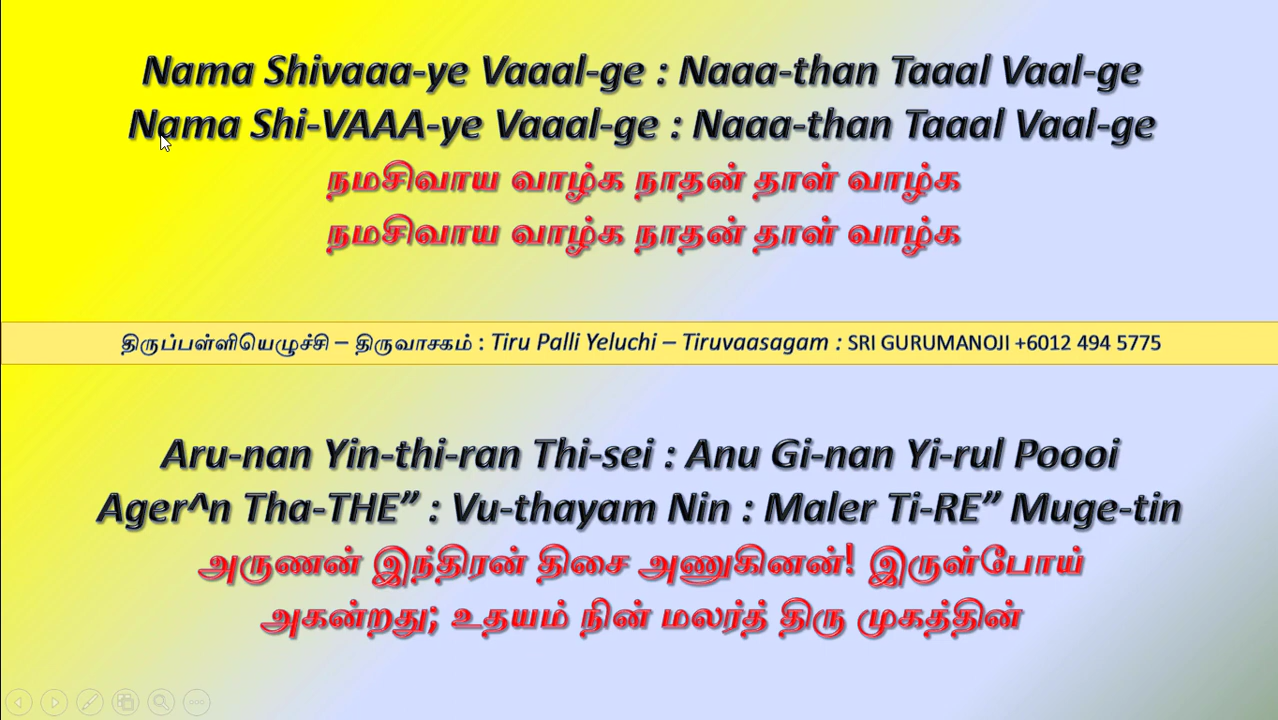 Nama Shivaaa-ye Vaaal-ge : Naaa-than Taaal Vaal-ge
Nama Shi-VAAA-ye Vaaal-ge : Naaa-than Taaal Vaal-ge
நமசிவாய வாழ்க நாதன் தாள் வாழ்க
நமசிவாய வாழ்க நாதன் தாள் வாழ்க
திருப்பள்ளியெழுச்சி – திருவாசகம் : Tiru Palli Yeluchi – Tiruvaasagam : SRI GURUMANOJI +6012 494 5775
Aru-nan Yin-thi-ran Thi-sei : Anu Gi-nan Yi-rul Poooi
Ager^n Tha-THE” : Vu-thayam Nin : Maler Ti-RE” Muge-tin
அருணன் இந்திரன் திசை அணுகினன்! இருள்போய்
அகன்றது; உதயம் நின் மலர்த் திரு முகத்தின்